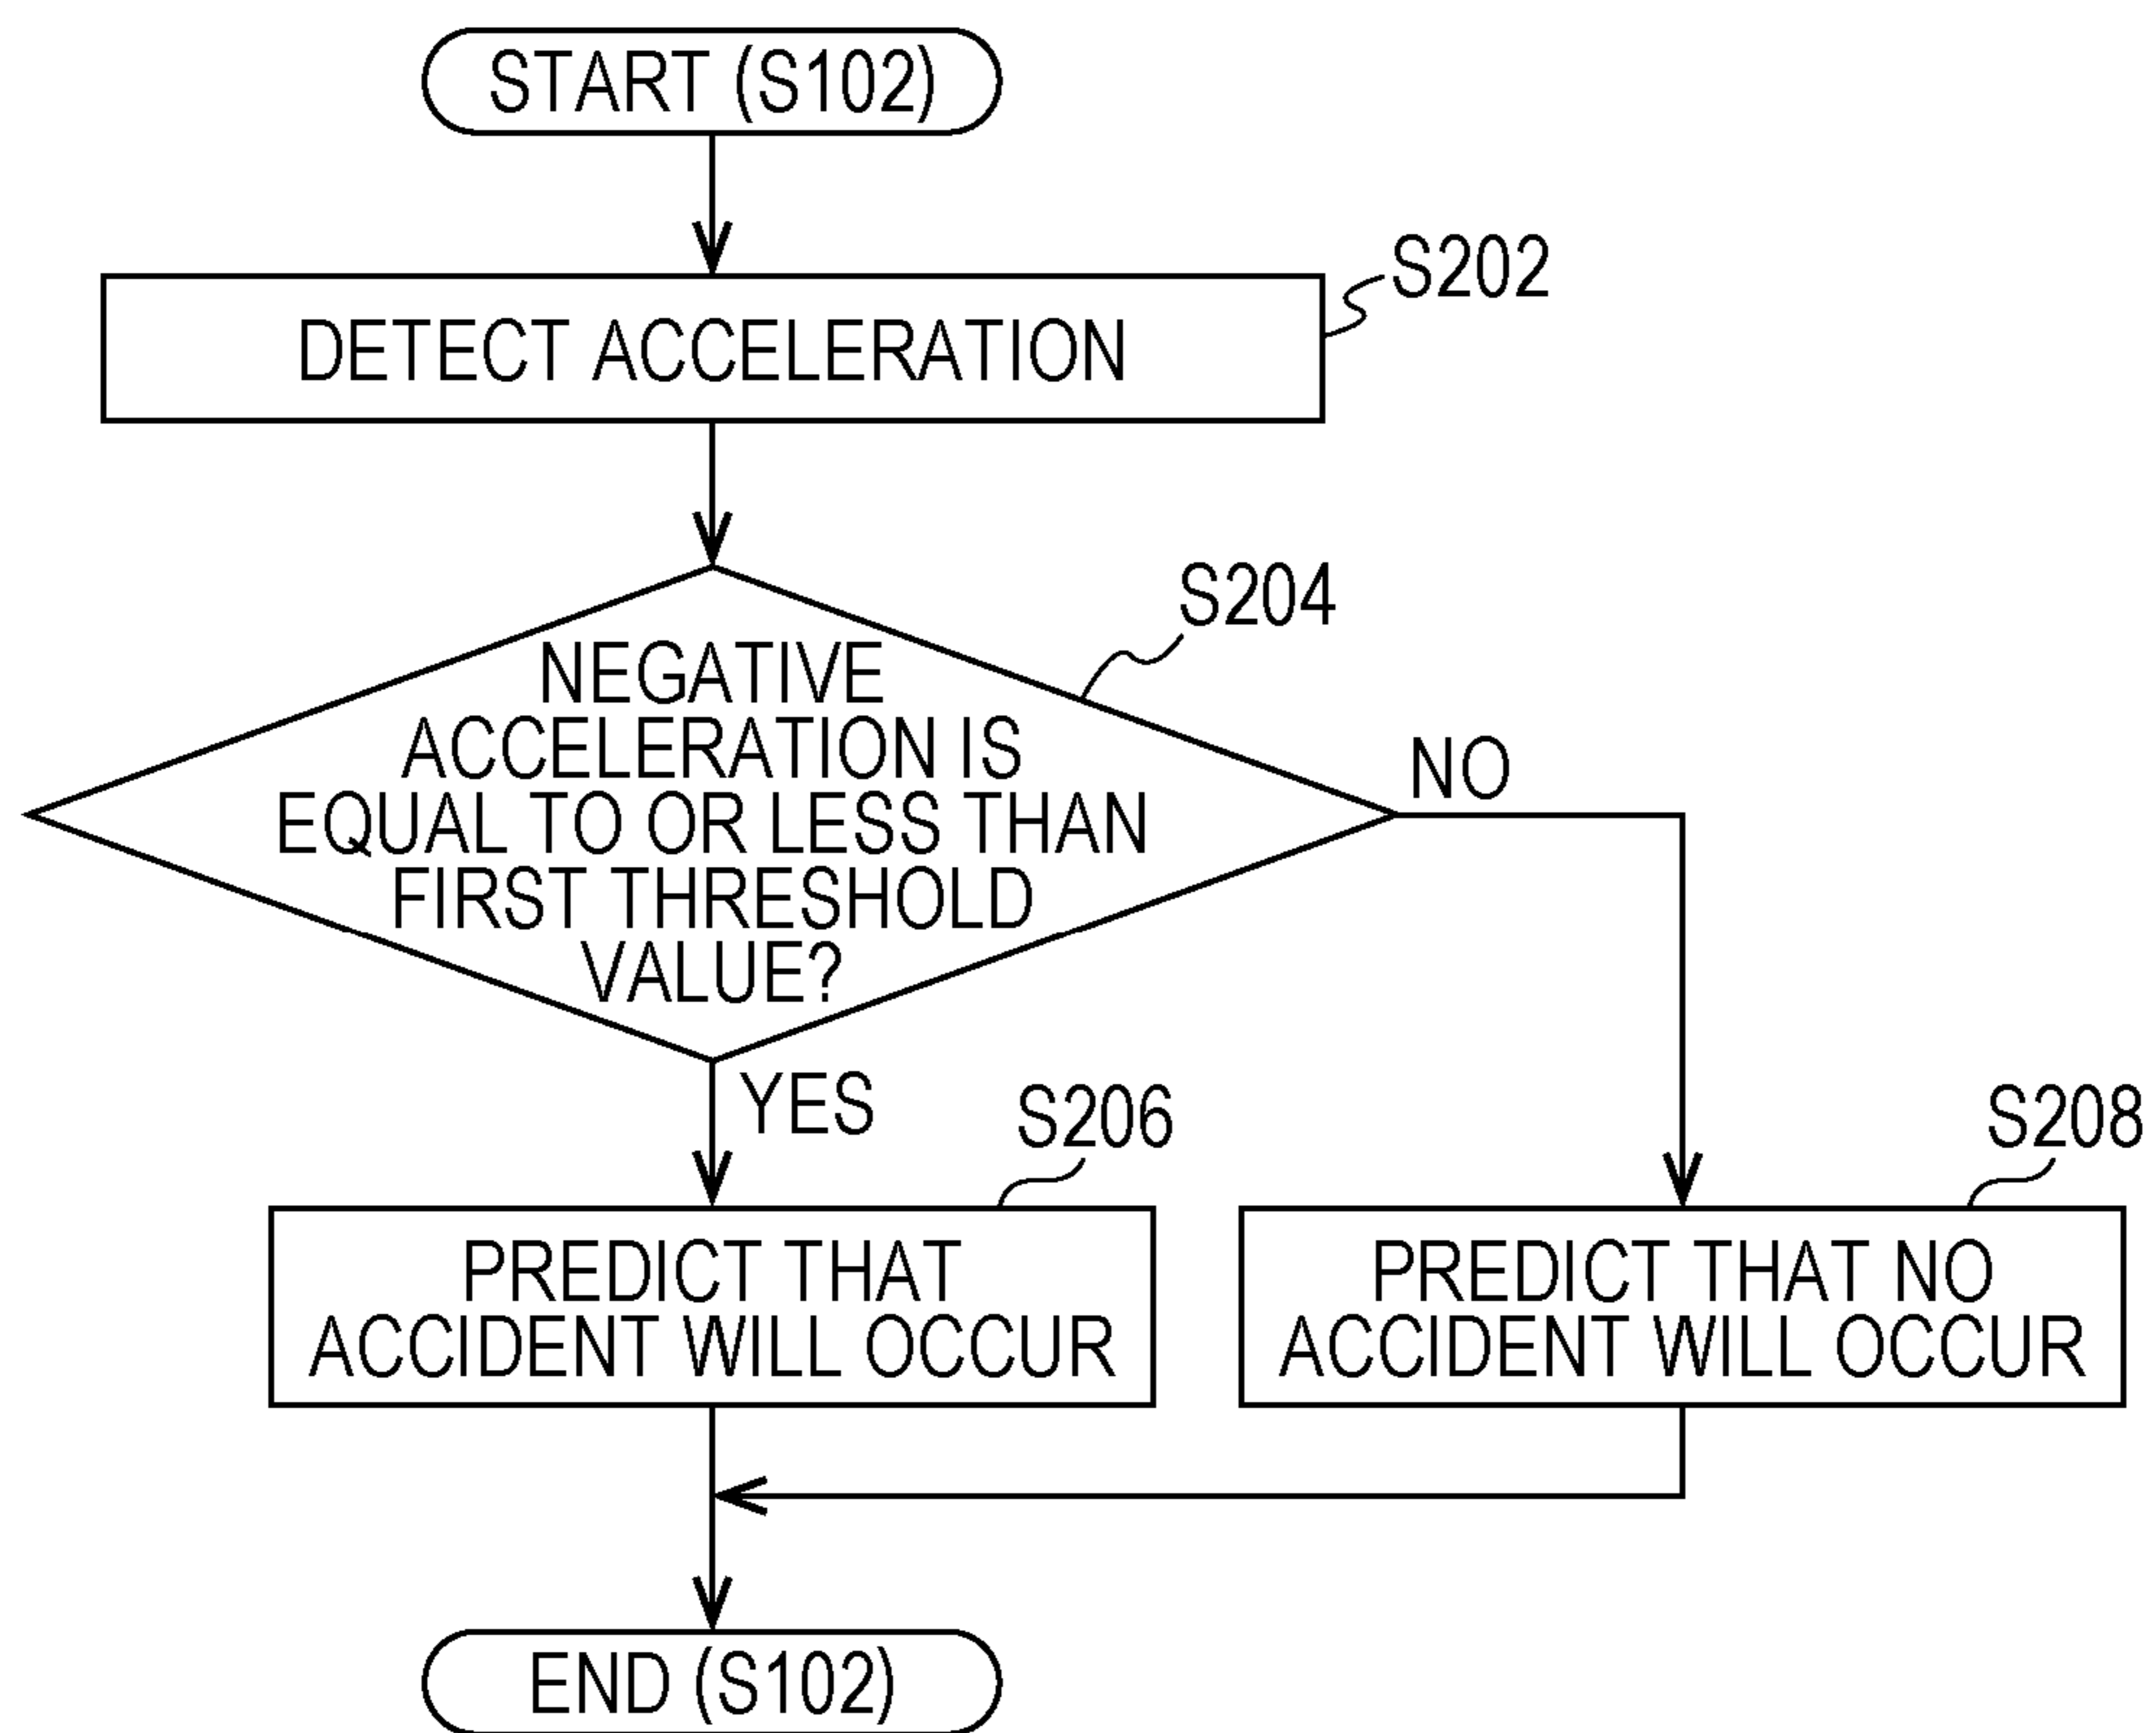 START (S102)
S202
DETECT ACCELERATION
S204
NEGATIVE
ACCELERATION IS
EQUAL TO OR LESS THAN
FIRST THRESHOLD
VALUE?
NO
YES
S206
PREDICT THAT
ACCIDENT WILL OCCUR
S208
PREDICT THAT NO
ACCIDENT WILL OCCUR
END (S102)